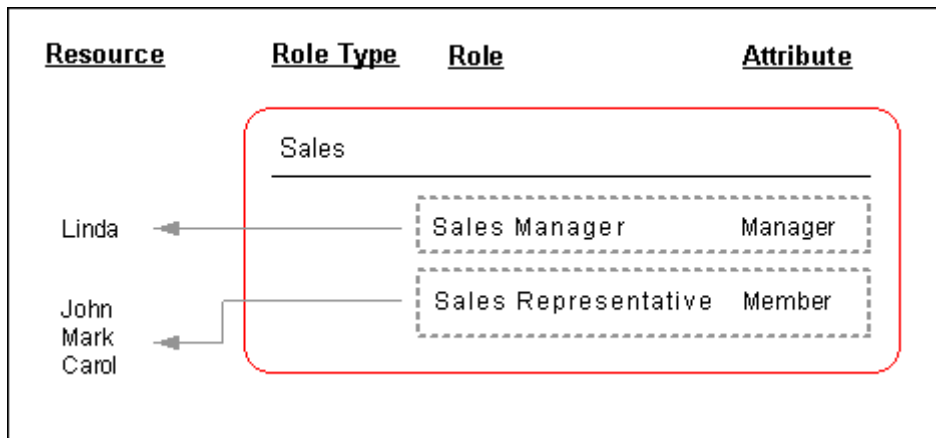 Resource Role Type Role Attribute
Sales
Linda Sales Manager Manager
Sales Representative Member
John
Mark
Carol